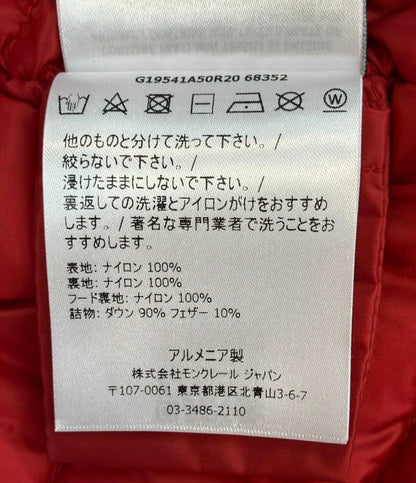 G19541A50R20 68352
W
他のものと分けて洗って下さい。/
絞らないで下さい。/
浸けたままにしないで下さい。/
裏返しての洗濯とアイロンがけをおすすめ
します。/ 著名な専門業者で洗うことをお
すすめします。
表地: ナイロン 100%
裏地: ナイロン 100%
フード裏地: ナイロン 100%
詰物: ダウン 90% フェザー 10%
アルメニア製
株式会社モンクレール ジャパン
〒107-0061 東京都港区北青山3-6-7
03-3486-2110